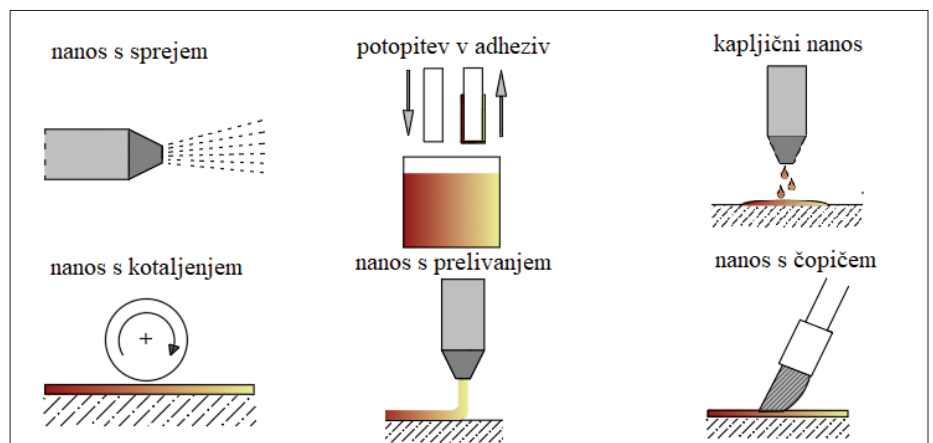 nanos s sprejem
potopitev v adheziv
kapljični nanos
nanos s kotaljenjem
nanos s prelivanjem
nanos s čopičem